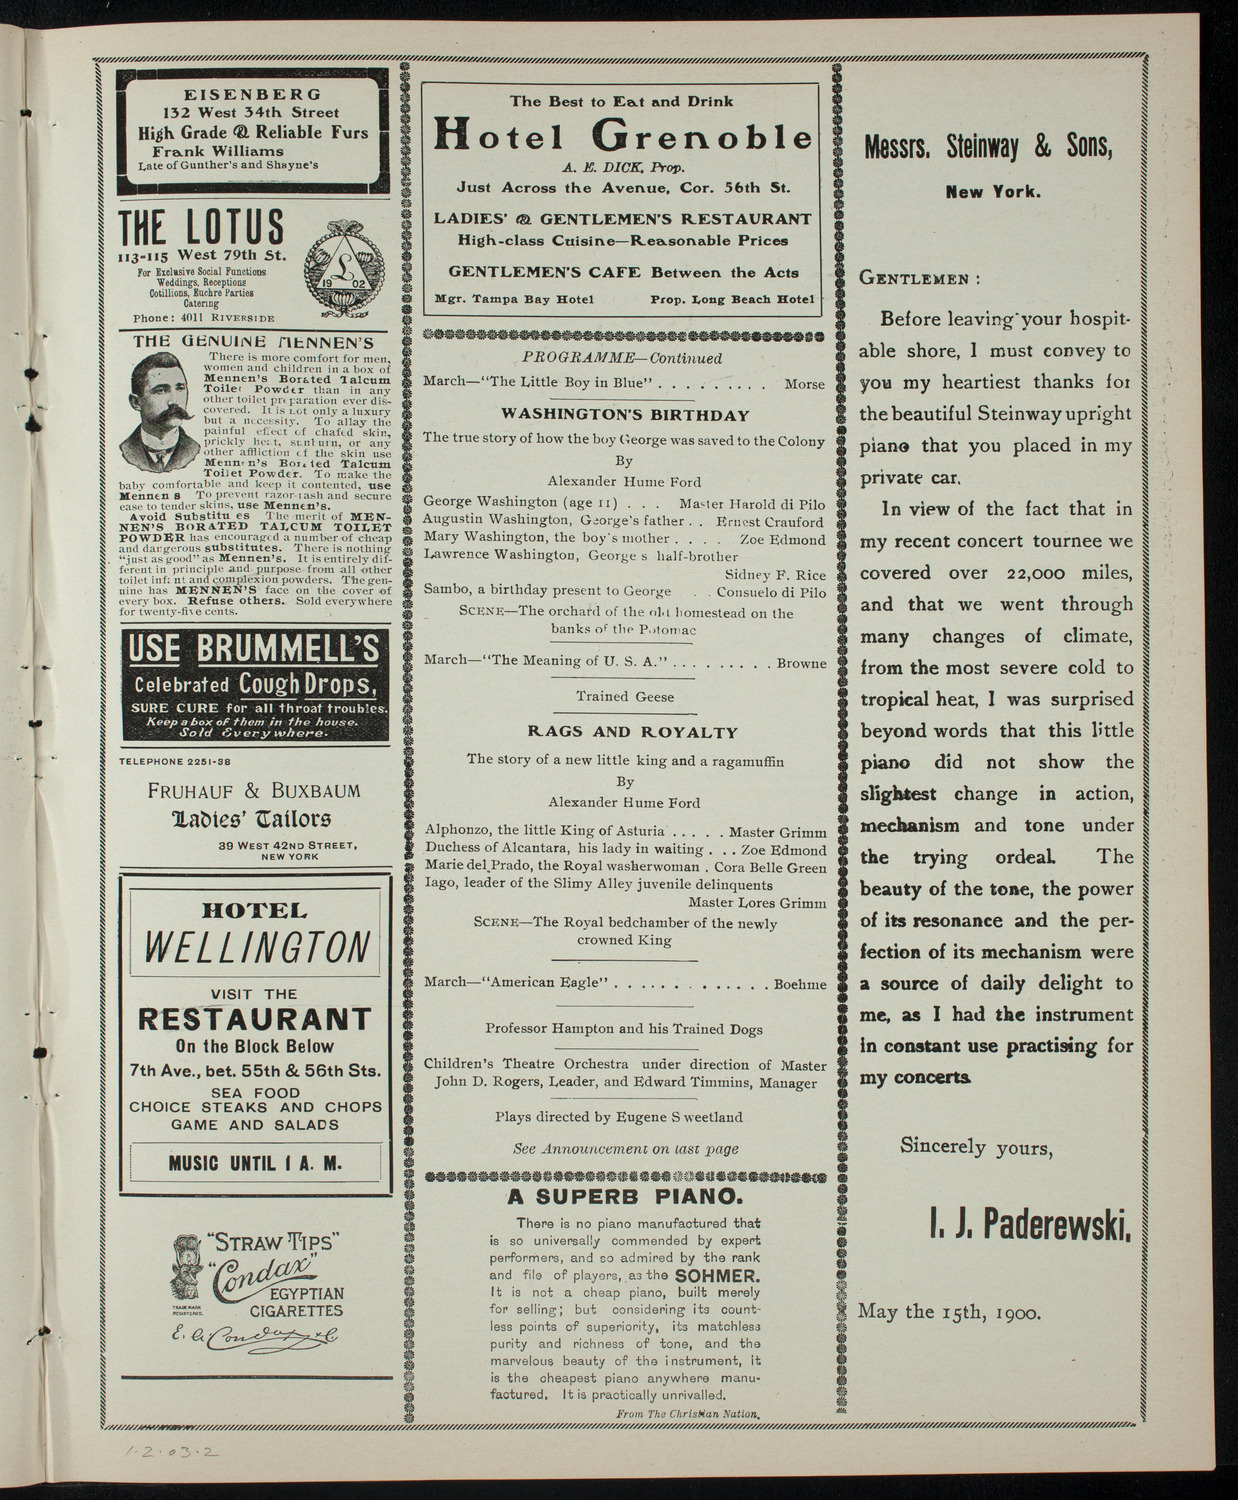 EISENBERG
132 West 34th Street
High Grade & Reliable Furs
Frank Williams
Late of Gunther's and Shayne's
THE LOTUS
113-115 West 79th St.
For Exclusive Social Functions
Weddings, Receptions
Cotillions, Euchre Parties
Catering
Phone: 4011 RIVERSIDE
L
19 02
THE GENUINE MENNEN'S
There is more comfort for men,
women and children in a box of
Mennen's Borated Talcum
Toilet Powder than in any
other toilet preparation ever dis-
covered. It is not only a luxury
but a necessity. To allay the
painful effect of chafed skin,
prickly heat, sunburn, or any
other affliction of the skin use
Mennen's Borated Talcum
Toilet Powder. To make the
baby comfortable and keep it contented, use
Mennen s To prevent razor-rash and secure
ease to tender skins, use Mennen's.
Avoid Substitu es The merit of MEN-
NEN'S BORATED TALCUM TOILET
POWDER has encouraged a number of cheap
and dangerous substitutes. There is nothing
"just as good" as Mennen's. It is entirely dif-
ferent in principle and purpose from all other
toilet inf nt and complexion powders. The gen-
uine has MENNEN'S face on the cover of
every box. Refuse others. Sold everywhere
for twenty-five cents.
USE BRUMMELL'S
Celebrated Cough Drops,
SURE CURE for all throat troubles.
Keep a box of them in the house.
Sold Everywhere.
TELEPHONE 2251-38
FRUHAUF & BUXBAUM
Ladies' Tailors
39 WEST 42ND STREET,
NEW YORK
HOTEL
WELLINGTON
VISIT THE
RESTAURANT
On the Block Below
7th Ave., bet. 55th & 56th Sts.
SEA FOOD
CHOICE STEAKS AND CHOPS
GAME AND SALADS
MUSIC UNTIL 1 A. M.
"STRAW TIPS"
"Condax"
EGYPTIAN
CIGARETTES
TRADE MARK
REGISTERED.
E. A. Condax & Co
The Best to Eat and Drink
Hotel Grenoble
A. E. DICK, Prop.
Just Across the Avenue, Cor. 56th St.
LADIES' & GENTLEMEN'S RESTAURANT
High-class Cuisine—Reasonable Prices
GENTLEMEN'S CAFE Between the Acts
Mgr. Tampa Bay Hotel Prop. Long Beach Hotel
PROGRAMME—Continued
March—"The Little Boy in Blue" . . . . . . . . . Morse
WASHINGTON'S BIRTHDAY
The true story of how the boy George was saved to the Colony
By
Alexander Hume Ford
George Washington (age 11) . . . Master Harold di Pilo
Augustin Washington, George's father . . Ernest Crauford
Mary Washington, the boy's mother . . . . Zoe Edmond
Lawrence Washington, George s half-brother
Sidney F. Rice
Sambo, a birthday present to George . . Consuelo di Pilo
SCENE—The orchard of the old homestead on the
banks of the Potomac
March—"The Meaning of U. S. A." . . . . . . . . . Browne
Trained Geese
RAGS AND ROYALTY
The story of a new little king and a ragamuffin
By
Alexander Hume Ford
Alphonzo, the little King of Asturia . . . . . Master Grimm
Duchess of Alcantara, his lady in waiting . . . Zoe Edmond
Marie del Prado, the Royal washerwoman . Cora Belle Green
Iago, leader of the Slimy Alley juvenile delinquents
Master Lores Grimm
SCENE—The Royal bedchamber of the newly
crowned King
March—"American Eagle" . . . . . . . . . . . . Boehme
Professor Hampton and his Trained Dogs
Children's Theatre Orchestra under direction of Master
John D. Rogers, Leader, and Edward Timmins, Manager
Plays directed by Eugene Sweetland
See Announcement on last page
A SUPERB PIANO.
There is no piano manufactured that
is so universally commended by expert
performers, and so admired by the rank
and file of players, as the SOHMER.
It is not a cheap piano, built merely
for selling; but considering its count-
less points of superiority, its matchless
purity and richness of tone, and the
marvelous beauty of the instrument, it
is the cheapest piano anywhere manu-
factured. It is practically unrivalled.
From The Christian Nation.
Messrs. Steinway & Sons,
New York.
GENTLEMEN :
Before leaving your hospit-
able shore, I must convey to
you my heartiest thanks for
the beautiful Steinway upright
piano that you placed in my
private car.
In view of the fact that in
my recent concert tournee we
covered over 22,000 miles,
and that we went through
many changes of climate,
from the most severe cold to
tropical heat, I was surprised
beyond words that this little
piano did not show the
slightest change in action,
mechanism and tone under
the trying ordeal. The
beauty of the tone, the power
of its resonance and the per-
fection of its mechanism were
a source of daily delight to
me, as I had the instrument
in constant use practising for
my concerts.
Sincerely yours,
I. J. Paderewski.
May the 15th, 1900.
1·2·03·2